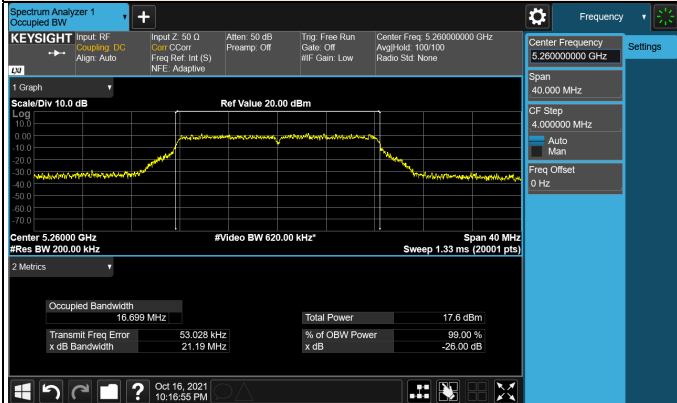 Spectrum Analyzer 1
Occupied BW
Frequency
KEYSIGHT
LXI
Input: RF
Coupling: DC
Align: Auto
Input Z: 50 Ω
Corr CCorr
Freq Ref: Int (S)
NFE: Adaptive
Atten: 50 dB
Preamp: Off
Trig: Free Run
Gate: Off
#IF Gain: Low
Center Freq: 5.260000000 GHz
Avg|Hold: 100/100
Radio Std: None
Center Frequency
5.260000000 GHz
Settings
Span
40.000 MHz
CF Step
4.000000 MHz
Auto
Man
Freq Offset
0 Hz
1 Graph
Scale/Div 10.0 dB
Ref Value 20.00 dBm
Log
10.0
0.00
-10.0
-20.0
-30.0
-40.0
-50.0
-60.0
-70.0
Center 5.26000 GHz
#Video BW 620.00 kHz*
Span 40 MHz
#Res BW 200.00 kHz
Sweep 1.33 ms (20001 pts)
2 Metrics
Occupied Bandwidth
16.699 MHz
Total Power 17.6 dBm
Transmit Freq Error 53.028 kHz
% of OBW Power 99.00 %
x dB Bandwidth 21.19 MHz
x dB -26.00 dB
?
Oct 16, 2021
10:16:55 PM